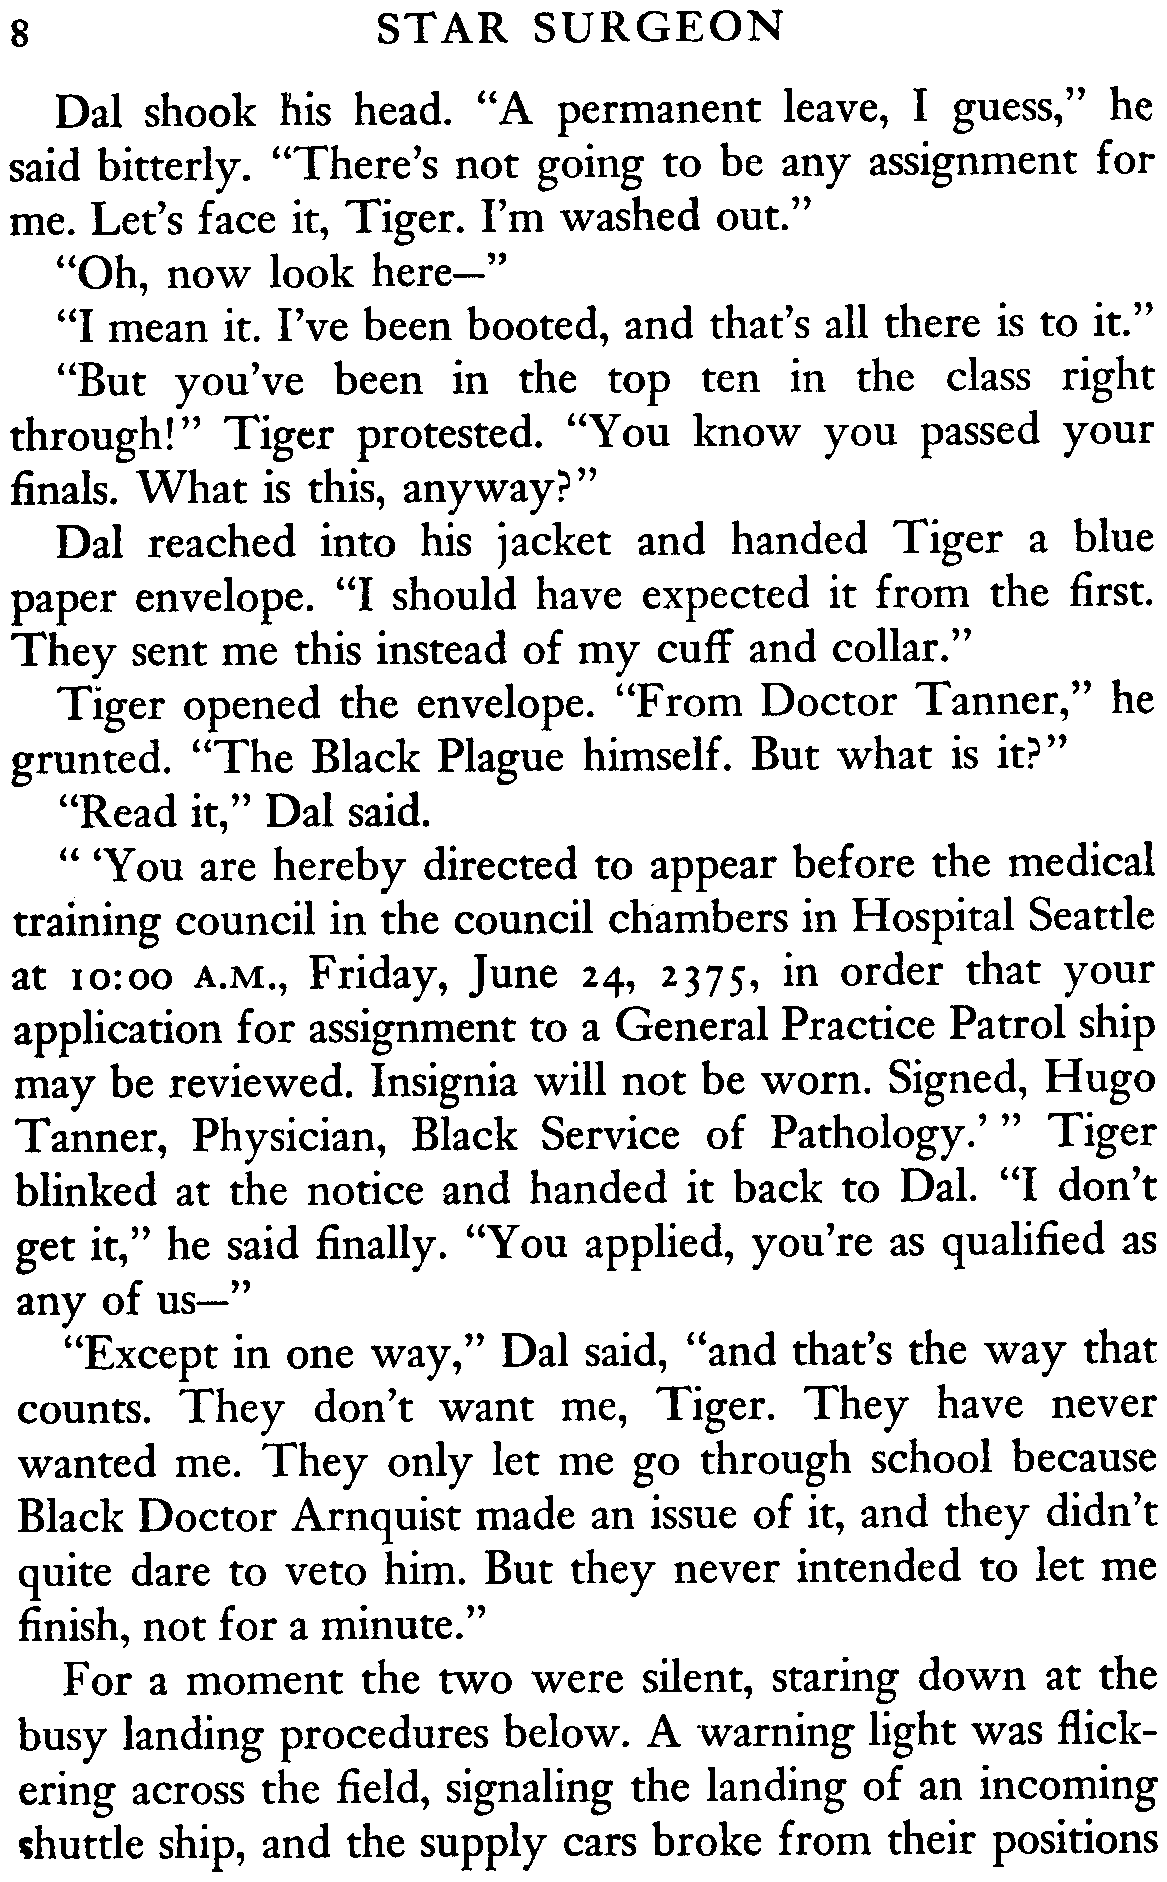 8 STAR SURGEON
Dal shook his head. “A permanent leave, I guess,” he
said bitterly. “There's not going to be any assignment for
me. Let's face it, Tiger. I'm washed out.”
“Oh, now look here—”
“I mean it. I've been booted, and that's all there is to it.”
“But you've been in the top ten in the class right
through!” Tiger protested. “You know you passed your
finals. What is this, anyway?”
Dal reached into his jacket and handed Tiger a blue
paper envelope. “I should have expected it from the first.
They sent me this instead of my cuff and collar.”
Tiger opened the envelope. “From Doctor Tanner,” he
grunted. “The Black Plague himself. But what is it?”
“Read it,” Dal said.
“ ‘You are hereby directed to appear before the medical
training council in the council chambers in Hospital Seattle
at 10:00 A.M., Friday, June 24, 2375, in order that your
application for assignment to a General Practice Patrol ship
may be reviewed. Insignia will not be worn. Signed, Hugo
Tanner, Physician, Black Service of Pathology.’ ” Tiger
blinked at the notice and handed it back to Dal. “I don't
get it,” he said finally. “You applied, you're as qualified as
any of us—”
“Except in one way,” Dal said, “and that's the way that
counts. They don't want me, Tiger. They have never
wanted me. They only let me go through school because
Black Doctor Arnquist made an issue of it, and they didn't
quite dare to veto him. But they never intended to let me
finish, not for a minute.”
For a moment the two were silent, staring down at the
busy landing procedures below. A warning light was flick-
ering across the field, signaling the landing of an incoming
shuttle ship, and the supply cars broke from their positions